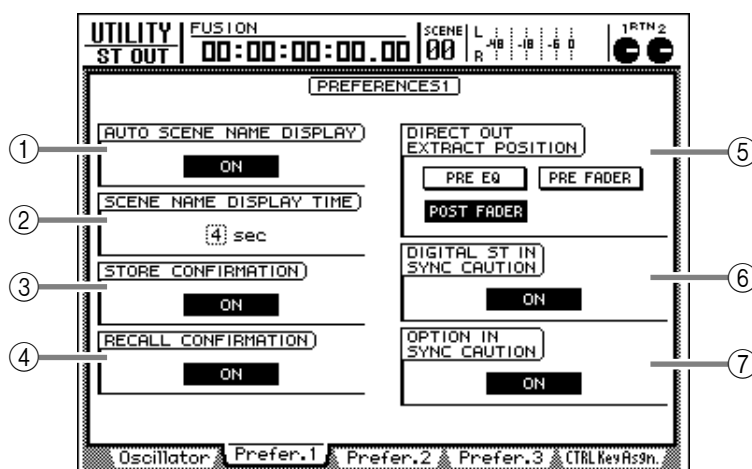 UTILITY FUSION SCENE L -48 -18 -6 0 1 RTN 2
ST OUT 00:00:00:00.00 00 R
PREFERENCES1
① AUTO SCENE NAME DISPLAY
ON
② SCENE NAME DISPLAY TIME
4 sec
③ STORE CONFIRMATION
ON
④ RECALL CONFIRMATION
ON
DIRECT OUT
EXTRACT POSITION
⑤
PRE EQ PRE FADER
POST FADER
DIGITAL ST IN
SYNC CAUTION
⑥
ON
OPTION IN
SYNC CAUTION
⑦
ON
Oscillator Prefer.1 Prefer.2 Prefer.3 CTRL KeyAsgn.